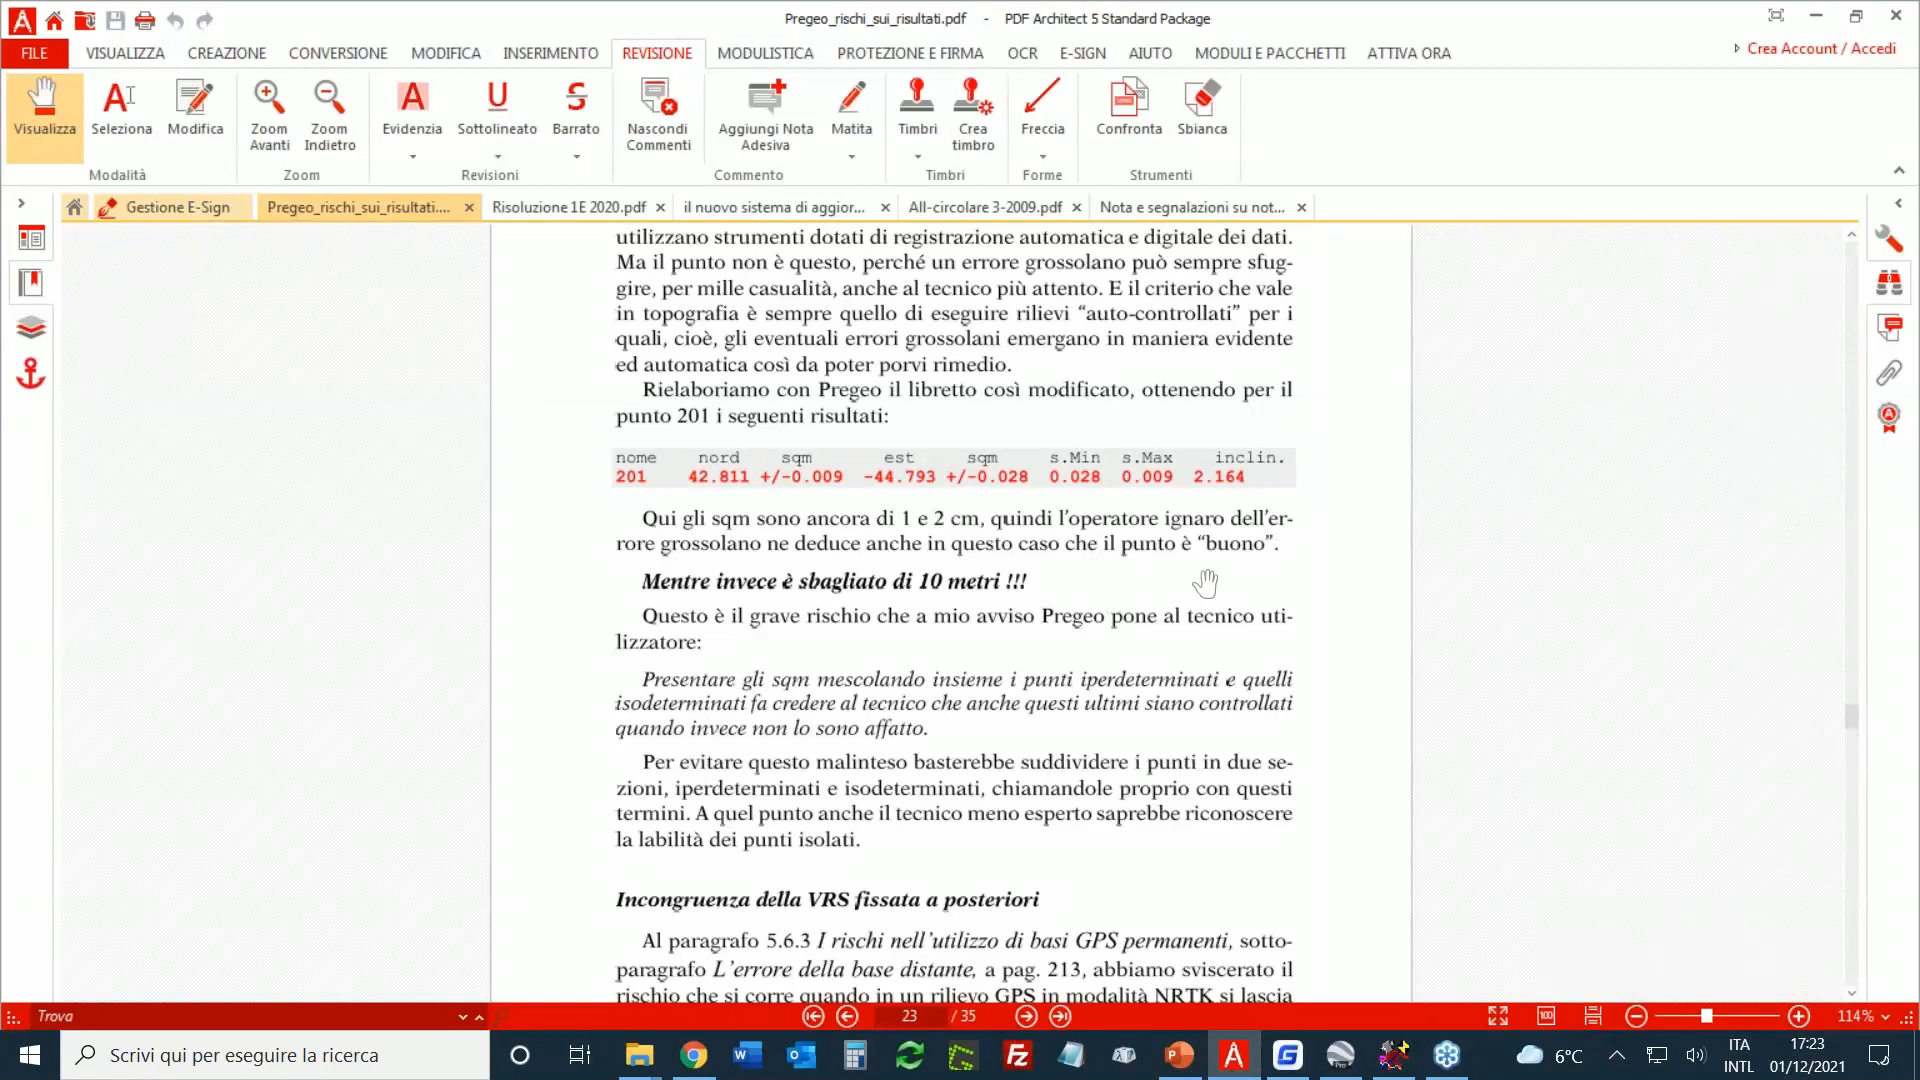 Pregeo_rischi_sui_risultati.pdf - PDF Architect 5 Standard Package
FILE VISUALIZZA CREAZIONE CONVERSIONE MODIFICA INSERIMENTO REVISIONE MODULISTICA PROTEZIONE E FIRMA OCR E-SIGN AIUTO MODULI E PACCHETTI ATTIVA ORA Crea Account / Accedi
Visualizza Seleziona Modifica Zoom Avanti Zoom Indietro Evidenzia Sottolineato Barrato Nascondi Commenti Aggiungi Nota Adesiva Matita Timbri Crea timbro Freccia Confronta Sbianca
Modalità Zoom Revisioni Commento Timbri Forme Strumenti
Gestione E-Sign Pregeo_rischi_sui_risultati.... Risoluzione 1E 2020.pdf il nuovo sistema di aggior... All-circolare 3-2009.pdf Nota e segnalazioni su not...
utilizzano strumenti dotati di registrazione automatica e digitale dei dati.
Ma il punto non è questo, perché un errore grossolano può sempre sfug-
gire, per mille casualità, anche al tecnico più attento. E il criterio che vale
in topografia è sempre quello di eseguire rilievi “auto-controllati” per i
quali, cioè, gli eventuali errori grossolani emergano in maniera evidente
ed automatica così da poter porvi rimedio.
Rielaboriamo con Pregeo il libretto così modificato, ottenendo per il
punto 201 i seguenti risultati:
nome nord sqm est sqm s.Min s.Max inclin.
201 42.811 +/-0.009 -44.793 +/-0.028 0.028 0.009 2.164
Qui gli sqm sono ancora di 1 e 2 cm, quindi l’operatore ignaro dell’er-
rore grossolano ne deduce anche in questo caso che il punto è “buono”.
Mentre invece è sbagliato di 10 metri !!!
Questo è il grave rischio che a mio avviso Pregeo pone al tecnico uti-
lizzatore:
Presentare gli sqm mescolando insieme i punti iperdeterminati e quelli
isodeterminati fa credere al tecnico che anche questi ultimi siano controllati
quando invece non lo sono affatto.
Per evitare questo malinteso basterebbe suddividere i punti in due se-
zioni, iperdeterminati e isodeterminati, chiamandole proprio con questi
termini. A quel punto anche il tecnico meno esperto saprebbe riconoscere
la labilità dei punti isolati.
Incongruenza della VRS fissata a posteriori
Al paragrafo 5.6.3 I rischi nell’utilizzo di basi GPS permanenti, sotto-
paragrafo L’errore della base distante, a pag. 213, abbiamo sviscerato il
rischio che si corre quando in un rilievo GPS in modalità NRTK si lascia
Trova 23 / 35 100 114%
Scrivi qui per eseguire la ricerca 6°C ITA 17:23
INTL 01/12/2021